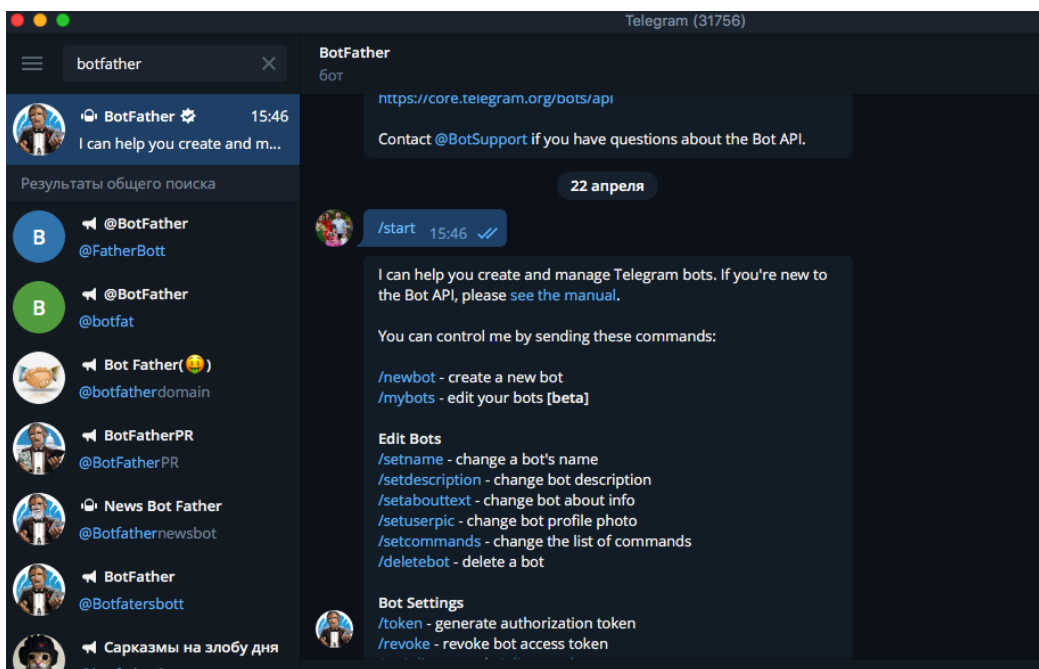 Telegram (31756)
botfather
BotFather 15:46
I can help you create and m...
Результаты общего поиска
B
@BotFather
@FatherBott
B
@BotFather
@botfat
Bot Father(🤑)
@botfatherdomain
BotFatherPR
@BotFatherPR
News Bot Father
@Botfathernewsbot
BotFather
@Botfatersbott
Сарказмы на злобу дня
BotFather
бот
https://core.telegram.org/bots/api
Contact @BotSupport if you have questions about the Bot API.
22 апреля
/start 15:46
I can help you create and manage Telegram bots. If you're new to
the Bot API, please see the manual.
You can control me by sending these commands:
/newbot - create a new bot
/mybots - edit your bots [beta]
Edit Bots
/setname - change a bot's name
/setdescription - change bot description
/setabouttext - change bot about info
/setuserpic - change bot profile photo
/setcommands - change the list of commands
/deletebot - delete a bot
Bot Settings
/token - generate authorization token
/revoke - revoke bot access token